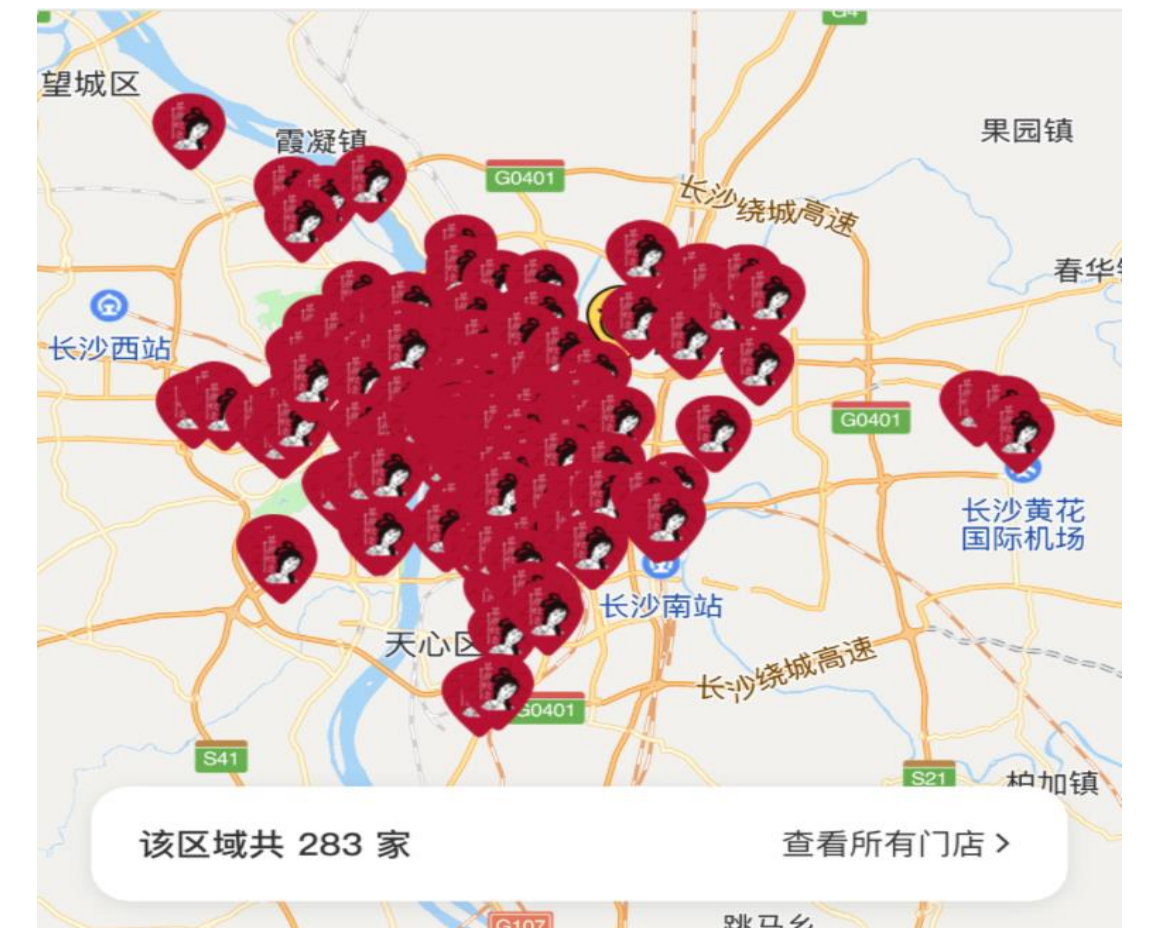 G4
望城区
霞凝镇
果园镇
G0401
长沙绕城高速
春华
长沙西站
G0401
长沙黄花
国际机场
长沙南站
天心区
长沙绕城高速
G0401
S41
S21
柏加镇
该区域共 283 家
查看所有门店 >
G107
跳马乡